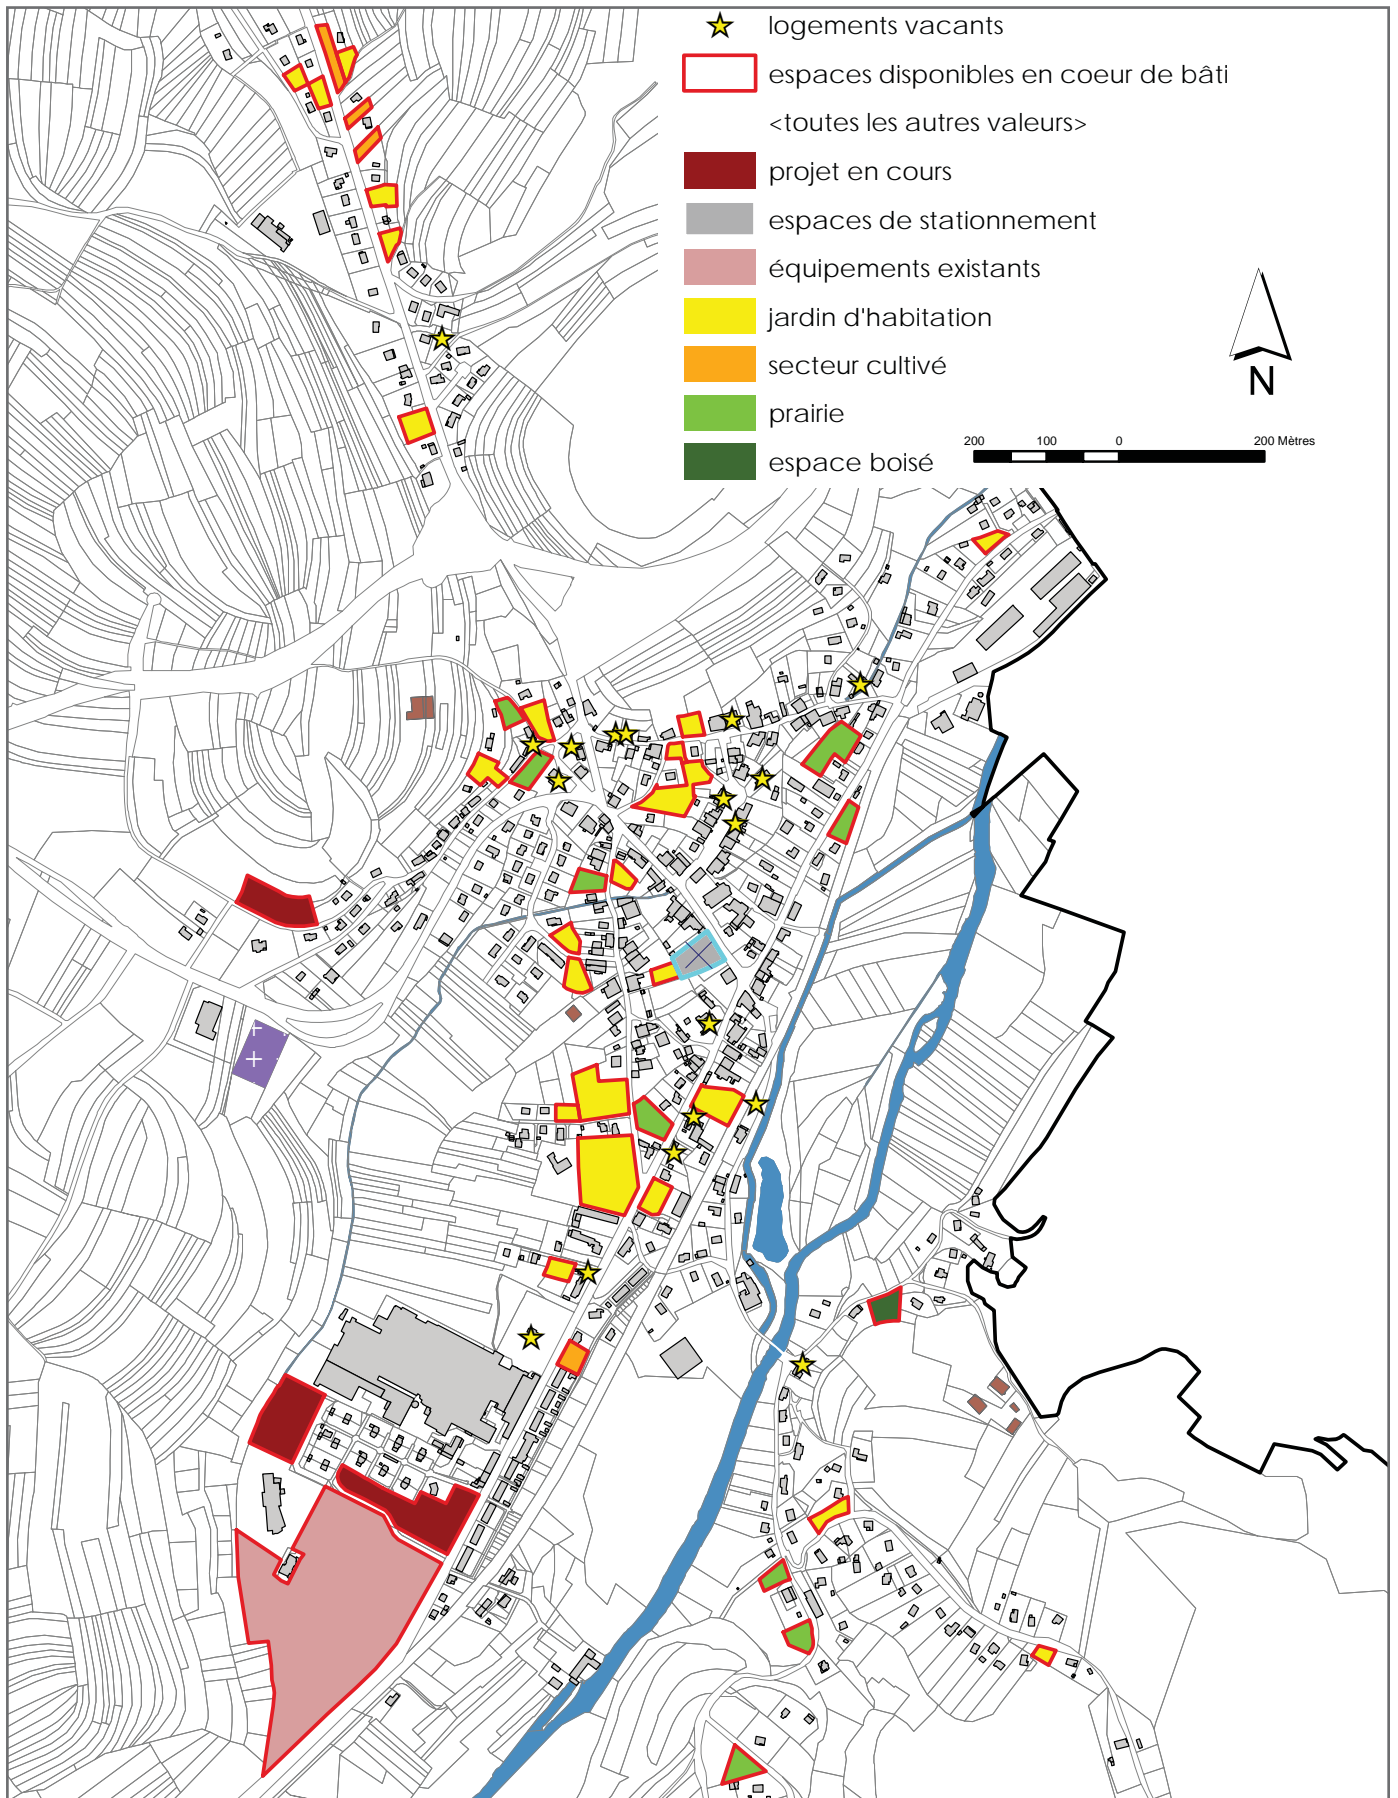 logements vacants
espaces disponibles en coeur de bâti
<toutes les autres valeurs>
projet en cours
espaces de stationnement
équipements existants
jardin d'habitation
secteur cultivé
prairie
espace boisé
N
200 100 0 200 Mètres